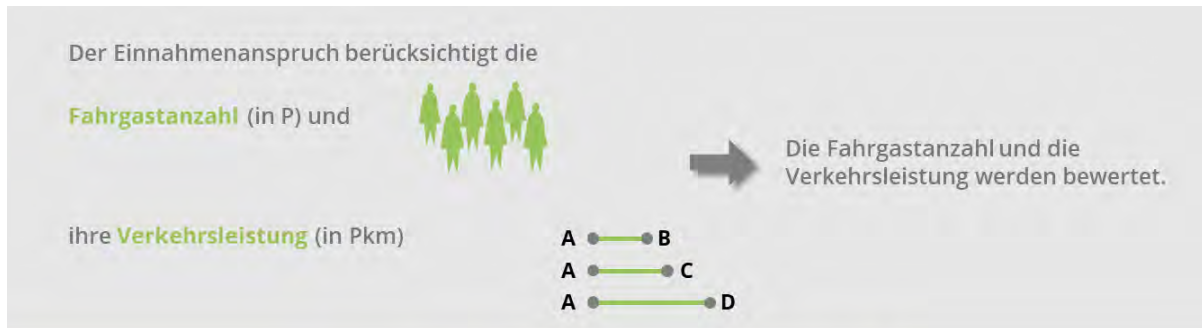 Der Einnahmenanspruch berücksichtigt die
Fahrgastanzahl (in P) und
Die Fahrgastanzahl und die
Verkehrsleistung werden bewertet.
ihre Verkehrsleistung (in Pkm)
A B
A C
A D